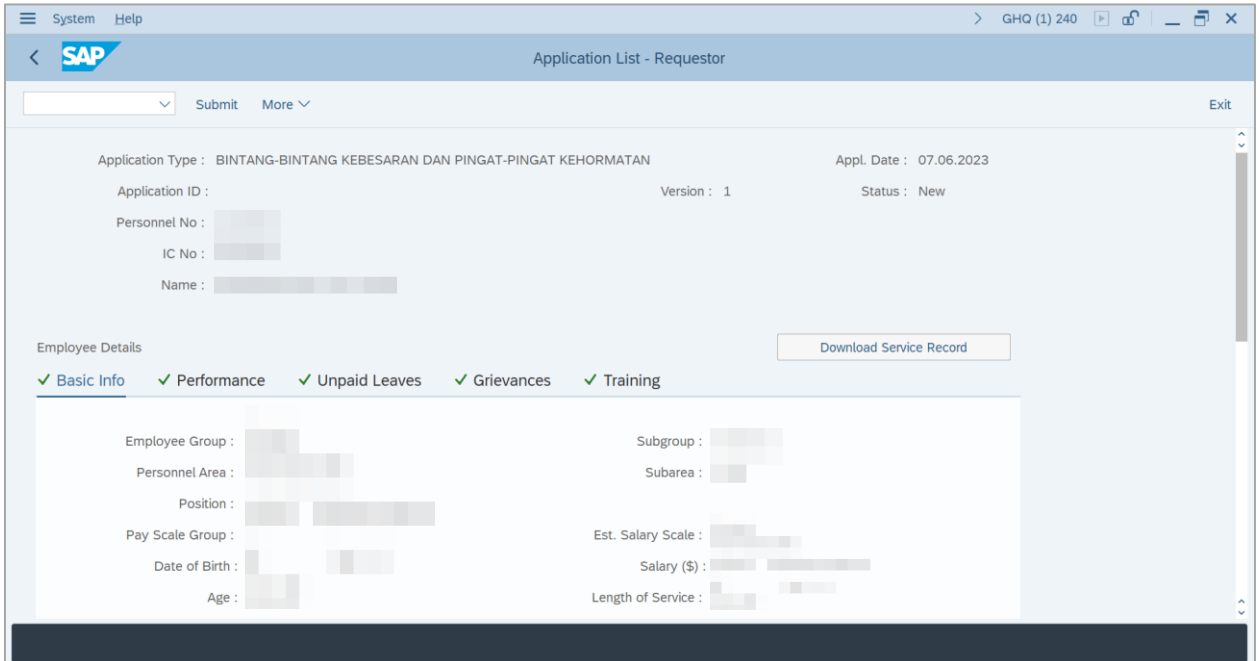 System Help GHQ (1) 240
SAP Application List - Requestor
Submit More Exit
Application Type : BINTANG-BINTANG KEBESARAN DAN PINGAT-PINGAT KEHORMATAN Appl. Date : 07.06.2023
Application ID : Version : 1 Status : New
Personnel No :
IC No :
Name :
Employee Details Download Service Record
Basic Info Performance Unpaid Leaves Grievances Training
Employee Group : Subgroup :
Personnel Area : Subarea :
Position :
Pay Scale Group : Est. Salary Scale :
Date of Birth : Salary ($) :
Age : Length of Service :